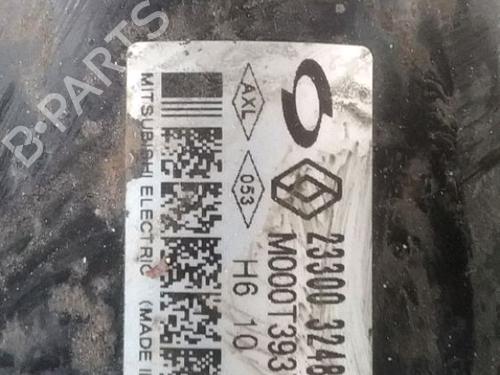 B-PARTS
AXL 053
23300 3248
M000T393
H6 10
MITSUBISHI ELECTRIC (MADE I